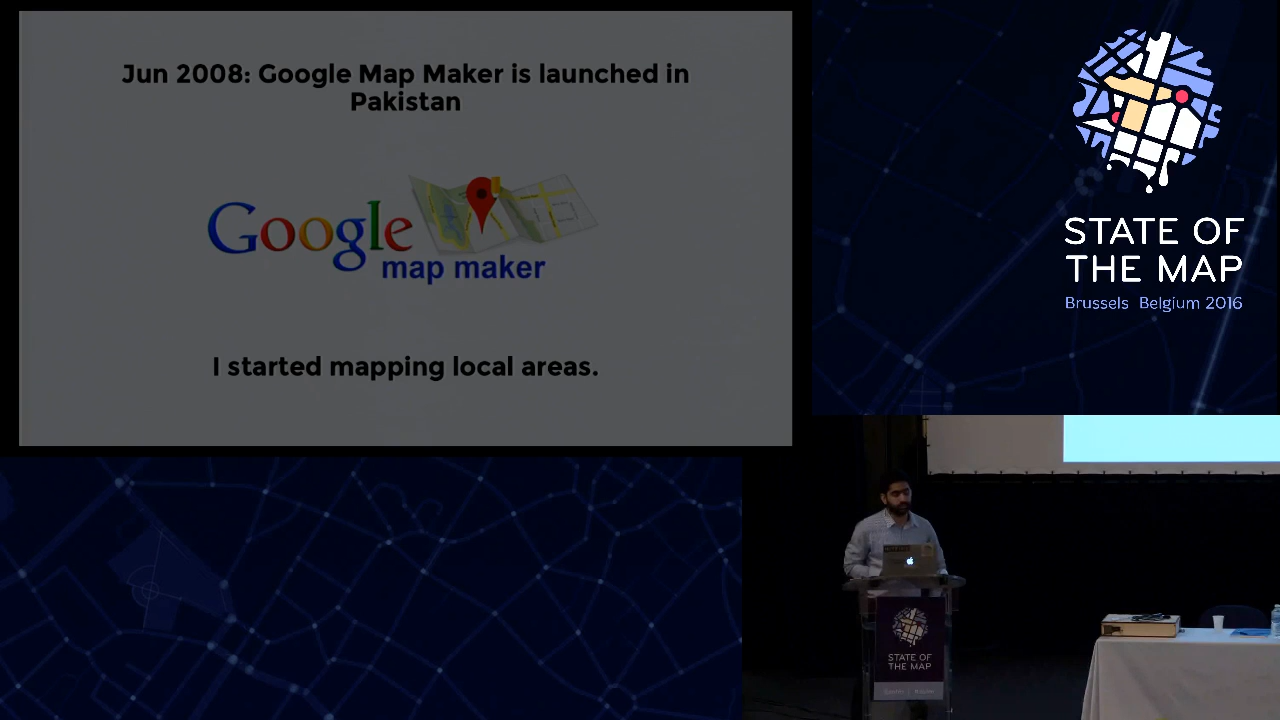 Jun 2008: Google Map Maker is launched in
Pakistan
Google
map maker
I started mapping local areas.
STATE OF
THE MAP
Brussels Belgium 2016
STATE OF
THE MAP